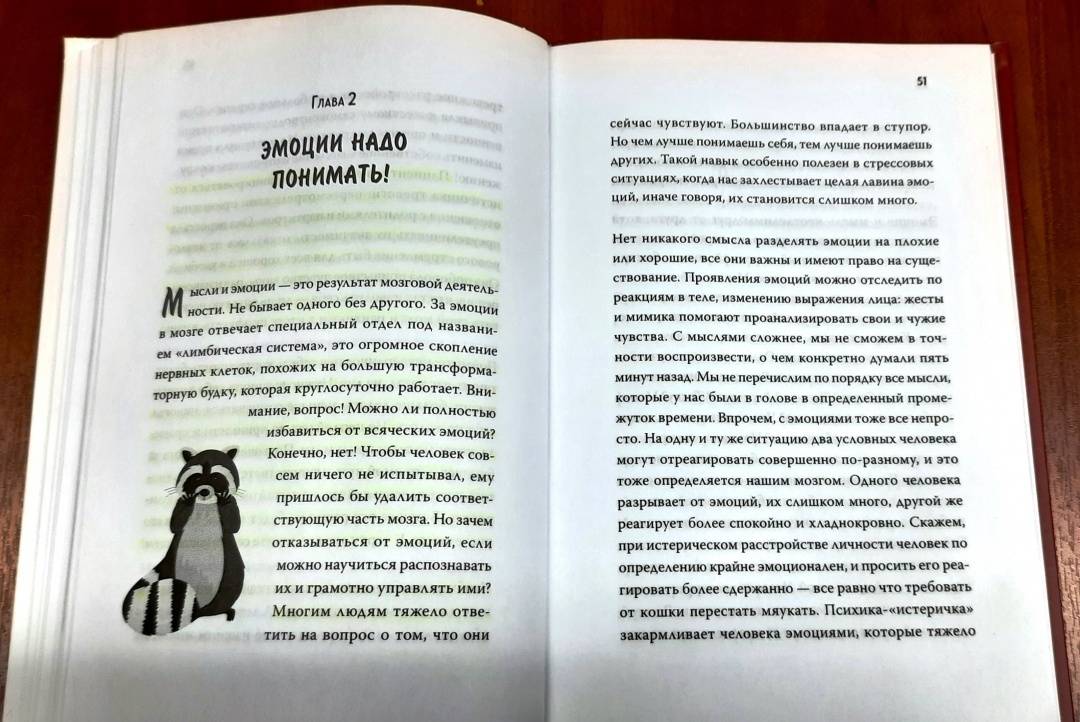 Глава 2
ЭМОЦИИ НАДО
ПОНИМАТЬ!
Мысли и эмоции — это результат мозговой деятель-
ности. Не бывает одного без другого. За эмоции
в мозге отвечает специальный отдел под названи-
ем «лимбическая система», это огромное скопление
нервных клеток, похожих на большую трансформа-
торную будку, которая круглосуточно работает. Вни-
мание, вопрос! Можно ли полностью
избавиться от всяческих эмоций?
Конечно, нет! Чтобы человек сов-
сем ничего не испытывал, ему
пришлось бы удалить соответ-
ствующую часть мозга. Но зачем
отказываться от эмоций, если
можно научиться распознавать
их и грамотно управлять ими?
Многим людям тяжело отве-
тить на вопрос о том, что они
51
сейчас чувствуют. Большинство впадает в ступор.
Но чем лучше понимаешь себя, тем лучше понимаешь
других. Такой навык особенно полезен в стрессовых
ситуациях, когда нас захлестывает целая лавина эмо-
ций, иначе говоря, их становится слишком много.
Нет никакого смысла разделять эмоции на плохие
или хорошие, все они важны и имеют право на суще-
ствование. Проявления эмоций можно отследить по
реакциям в теле, изменению выражения лица: жесты
и мимика помогают проанализировать свои и чужие
чувства. С мыслями сложнее, мы не сможем в точ-
ности воспроизвести, о чем конкретно думали пять
минут назад. Мы не перечислим по порядку все мысли,
которые у нас были в голове в определенный проме-
жуток времени. Впрочем, с эмоциями тоже все непро-
сто. На одну и ту же ситуацию два условных человека
могут отреагировать совершенно по-разному, и это
тоже определяется нашим мозгом. Одного человека
разрывает от эмоций, их слишком много, другой же
реагирует более спокойно и хладнокровно. Скажем,
при истерическом расстройстве личности человек по
определению крайне эмоционален, и просить его реа-
гировать более сдержанно — все равно что требовать
от кошки перестать мяукать. Психика-«истеричка»
закармливает человека эмоциями, которые тяжело